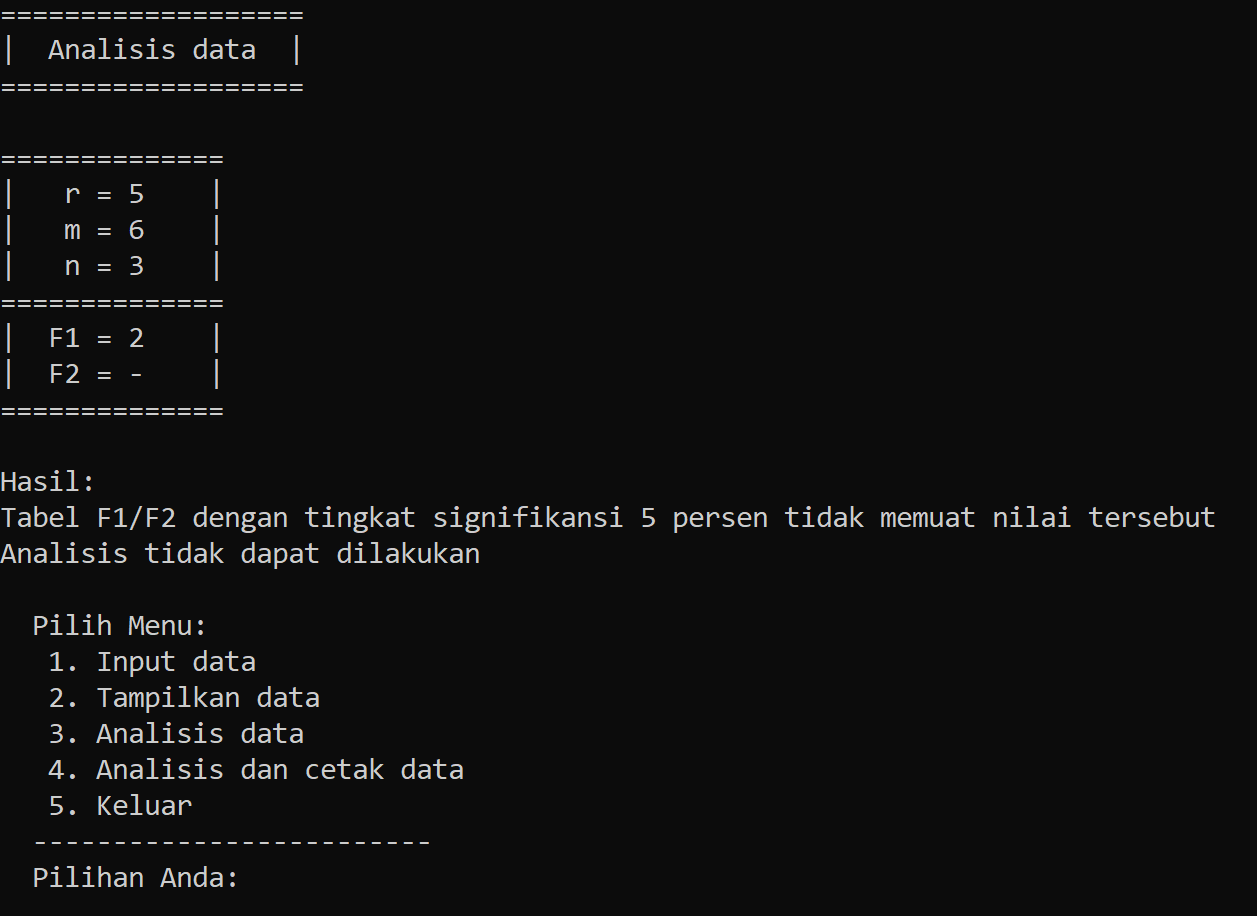 ===================
|  Analisis data  |
===================
==============
|   r = 5    |
|   m = 6    |
|   n = 3    |
==============
|  F1 = 2    |
|  F2 = -    |
==============
Hasil:
Tabel F1/F2 dengan tingkat signifikansi 5 persen tidak memuat nilai tersebut
Analisis tidak dapat dilakukan
Pilih Menu:
1. Input data
2. Tampilkan data
3. Analisis data
4. Analisis dan cetak data
5. Keluar
-------------------------
Pilihan Anda: